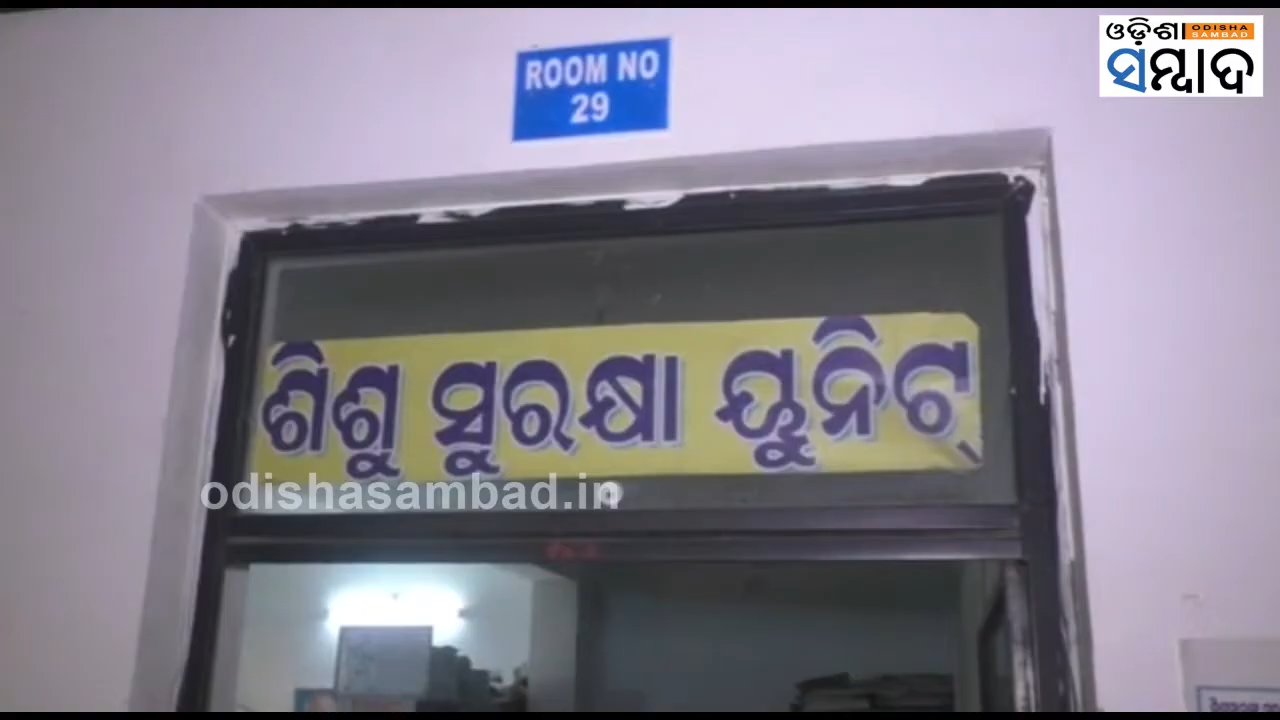 ROOM NO
29
ଓଡ଼ିଶା ODISHA
SAMBAD
ସମ୍ବାଦ
ଶିଶୁ ସୁରକ୍ଷା ୟୁନିଟ୍
odishasambad.in